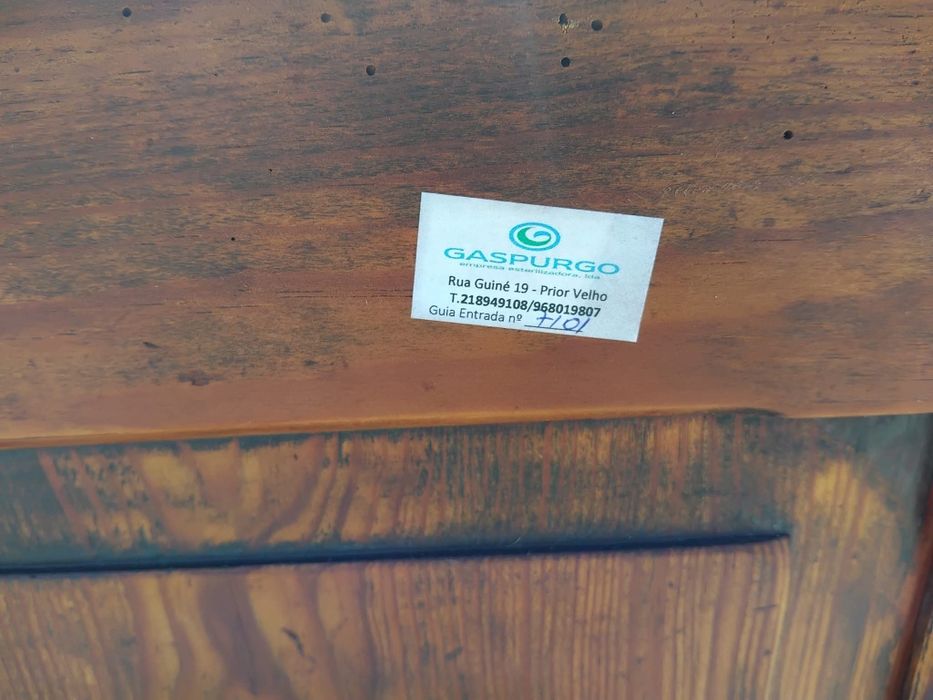 GASPURGO
empresa esterilizadora, lda
Rua Guiné 19 - Prior Velho
T.218949108/968019807
Guia Entrada nº 7101